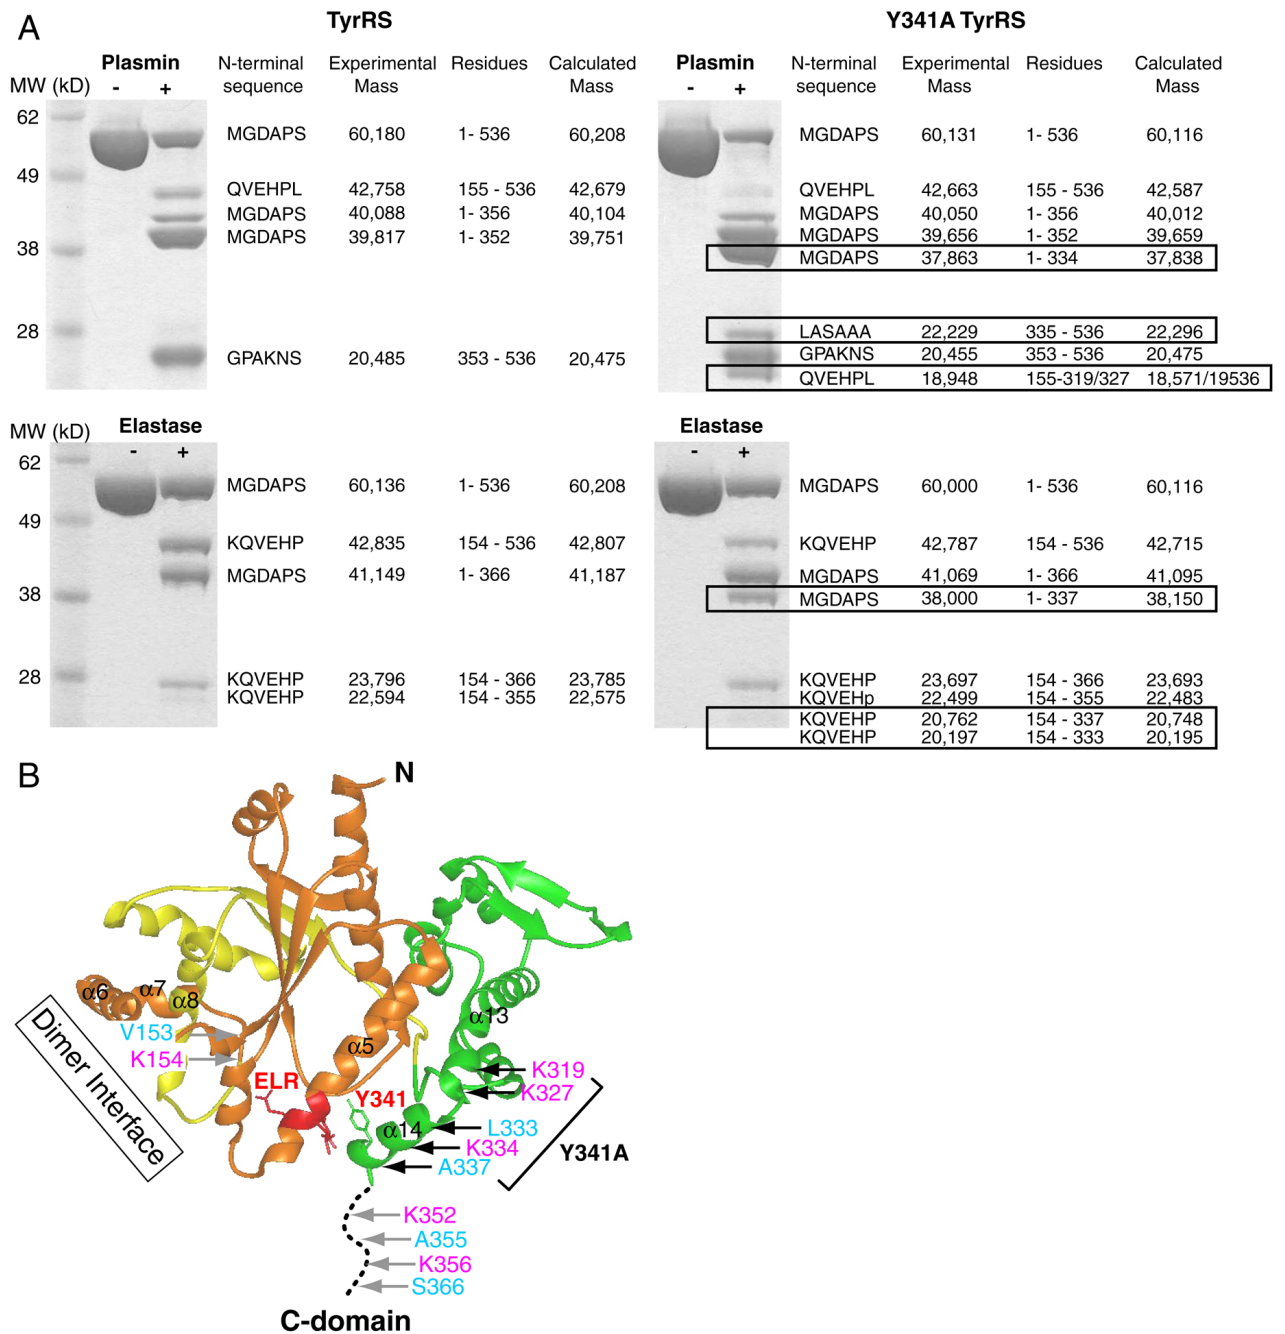 A
TyrRS
Y341A TyrRS
MW (kD)
Plasmin
- +
N-terminal sequence Experimental Mass Residues Calculated Mass
62
49
38
28
MGDAPS 60,180 1- 536 60,208
QVEHPL 42,758 155 - 536 42,679
MGDAPS 40,088 1- 356 40,104
MGDAPS 39,817 1- 352 39,751
GPAKNS 20,485 353 - 536 20,475
Plasmin
- +
N-terminal sequence Experimental Mass Residues Calculated Mass
MGDAPS 60,131 1- 536 60,116
QVEHPL 42,663 155 - 536 42,587
MGDAPS 40,050 1- 356 40,012
MGDAPS 39,656 1- 352 39,659
MGDAPS 37,863 1- 334 37,838
LASAAA 22,229 335 - 536 22,296
GPAKNS 20,455 353 - 536 20,475
QVEHPL 18,948 155-319/327 18,571/19536
MW (kD)
Elastase
- +
62
49
38
28
MGDAPS 60,136 1- 536 60,208
KQVEHP 42,835 154 - 536 42,807
MGDAPS 41,149 1- 366 41,187
KQVEHP 23,796 154 - 366 23,785
KQVEHP 22,594 154 - 355 22,575
Elastase
- +
MGDAPS 60,000 1- 536 60,116
KQVEHP 42,787 154 - 536 42,715
MGDAPS 41,069 1- 366 41,095
MGDAPS 38,000 1- 337 38,150
KQVEHP 23,697 154 - 366 23,693
KQVEHp 22,499 154 - 355 22,483
KQVEHP 20,762 154 - 337 20,748
KQVEHP 20,197 154 - 333 20,195
B
N
α6
α7
α8
α13
V153
K154
α5
Dimer Interface
ELR
Y341
α14
K319
K327
L333
K334
A337
Y341A
K352
A355
K356
S366
C-domain